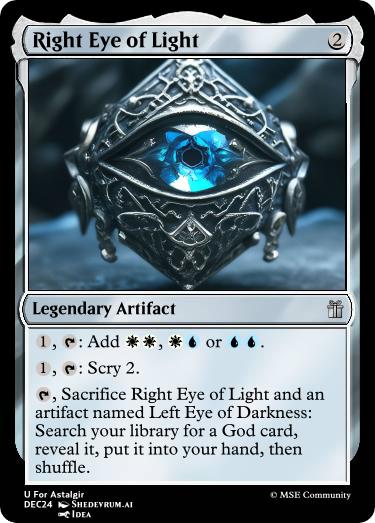 Right Eye of Light 2
Legendary Artifact
1, : Add , or .
1, : Scry 2.
, Sacrifice Right Eye of Light and an
artifact named Left Eye of Darkness:
Search your library for a God card,
reveal it, put it into your hand, then
shuffle.
U For Astalgir
DEC24 Shedevrum.ai © MSE Community
Idea